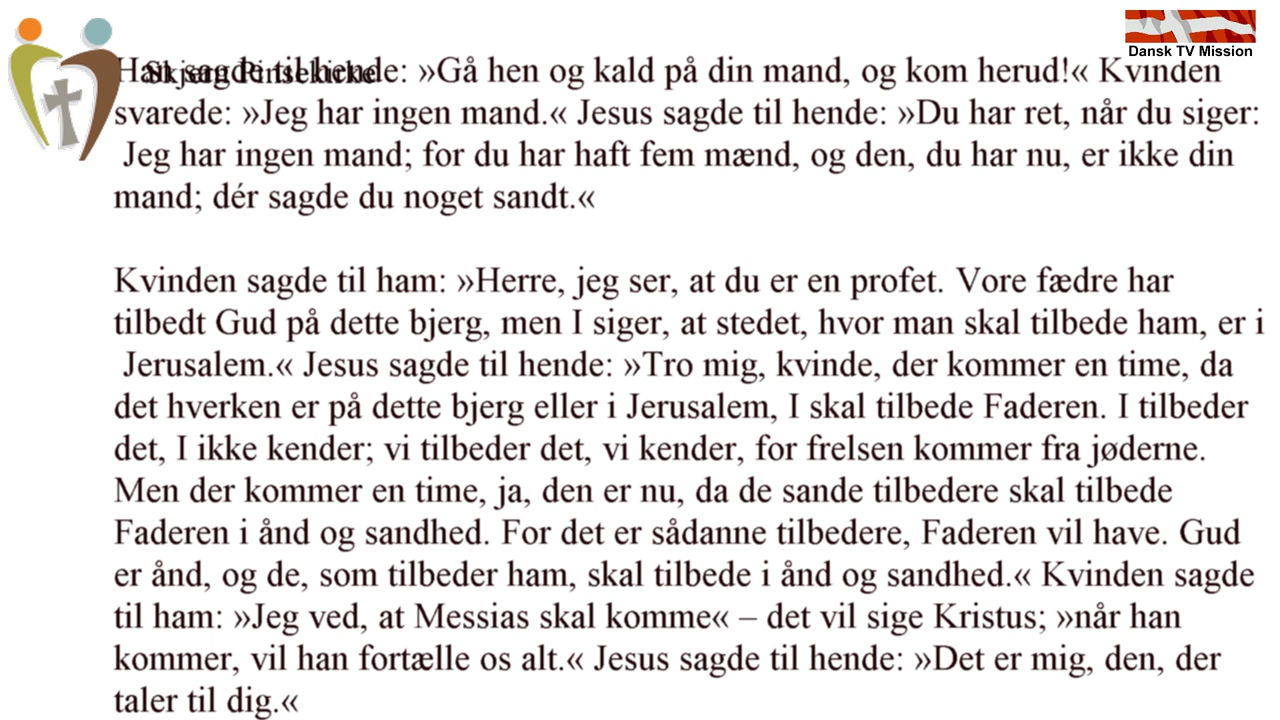 Dansk TV Mission
Skjern Pinsekirke
Han sagde til hende: »Gå hen og kald på din mand, og kom herud!« Kvinden
svarede: »Jeg har ingen mand.« Jesus sagde til hende: »Du har ret, når du siger:
Jeg har ingen mand; for du har haft fem mænd, og den, du har nu, er ikke din
mand; dér sagde du noget sandt.«
Kvinden sagde til ham: »Herre, jeg ser, at du er en profet. Vore fædre har
tilbedt Gud på dette bjerg, men I siger, at stedet, hvor man skal tilbede ham, er i
Jerusalem.« Jesus sagde til hende: »Tro mig, kvinde, der kommer en time, da
det hverken er på dette bjerg eller i Jerusalem, I skal tilbede Faderen. I tilbeder
det, I ikke kender; vi tilbeder det, vi kender, for frelsen kommer fra jøderne.
Men der kommer en time, ja, den er nu, da de sande tilbedere skal tilbede
Faderen i ånd og sandhed. For det er sådanne tilbedere, Faderen vil have. Gud
er ånd, og de, som tilbeder ham, skal tilbede i ånd og sandhed.« Kvinden sagde
til ham: »Jeg ved, at Messias skal komme« – det vil sige Kristus; »når han
kommer, vil han fortælle os alt.« Jesus sagde til hende: »Det er mig, den, der
taler til dig.«